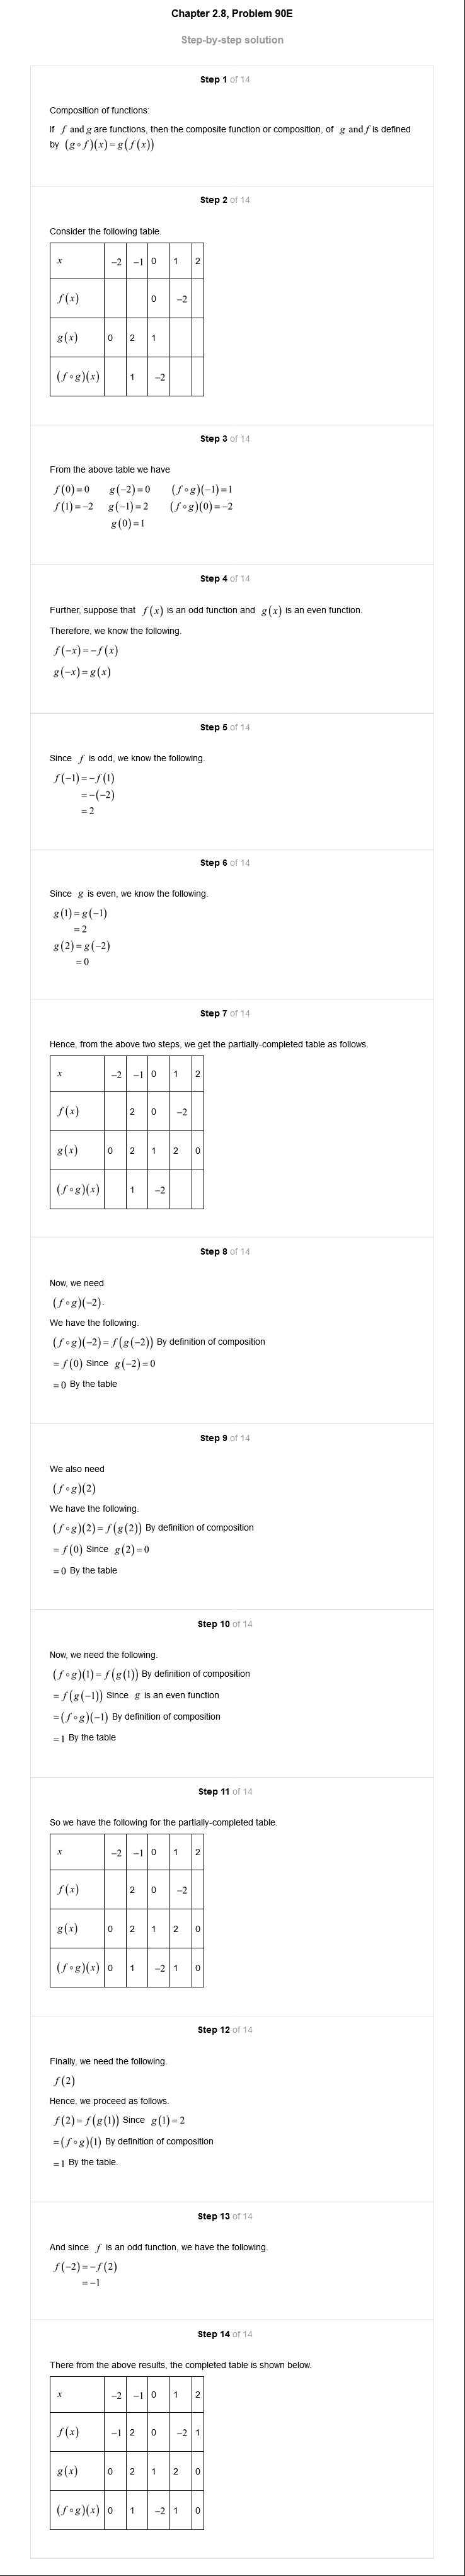 Chapter 2.8, Problem 90E
Step-by-step solution
Step 1 of 14
Composition of functions:
If f and g are functions, then the composite function or composition, of g and f is defined
by (g∘f)(x)=g(f(x))
Step 2 of 14
Consider the following table.
x −2 −1 0 1 2
f(x) 0 −2
g(x) 0 2 1
(f∘g)(x) 1 −2
Step 3 of 14
From the above table we have
f(0)=0 g(−2)=0 (f∘g)(−1)=1
f(1)=−2 g(−1)=2 (f∘g)(0)=−2
g(0)=1
Step 4 of 14
Further, suppose that f(x) is an odd function and g(x) is an even function.
Therefore, we know the following.
f(−x)=−f(x)
g(−x)=g(x)
Step 5 of 14
Since f is odd, we know the following.
f(−1)=−f(1)
=−(−2)
=2
Step 6 of 14
Since g is even, we know the following.
g(1)=g(−1)
=2
g(2)=g(−2)
=0
Step 7 of 14
Hence, from the above two steps, we get the partially-completed table as follows.
x −2 −1 0 1 2
f(x) 2 0 −2
g(x) 0 2 1 2 0
(f∘g)(x) 1 −2
Step 8 of 14
Now, we need
(f∘g)(−2).
We have the following.
(f∘g)(−2)=f(g(−2)) By definition of composition
=f(0) Since g(−2)=0
=0 By the table
Step 9 of 14
We also need
(f∘g)(2)
We have the following.
(f∘g)(2)=f(g(2)) By definition of composition
=f(0) Since g(2)=0
=0 By the table
Step 10 of 14
Now, we need the following.
(f∘g)(1)=f(g(1)) By definition of composition
=f(g(−1)) Since g is an even function
=(f∘g)(−1) By definition of composition
=1 By the table
Step 11 of 14
So we have the following for the partially-completed table.
x −2 −1 0 1 2
f(x) 2 0 −2
g(x) 0 2 1 2 0
(f∘g)(x) 0 1 −2 1 0
Step 12 of 14
Finally, we need the following.
f(2)
Hence, we proceed as follows.
f(2)=f(g(1)) Since g(1)=2
=(f∘g)(1) By definition of composition
=1 By the table.
Step 13 of 14
And since f is an odd function, we have the following.
f(−2)=−f(2)
=−1
Step 14 of 14
There from the above results, the completed table is shown below.
x −2 −1 0 1 2
f(x) −1 2 0 −2 1
g(x) 0 2 1 2 0
(f∘g)(x) 0 1 −2 1 0